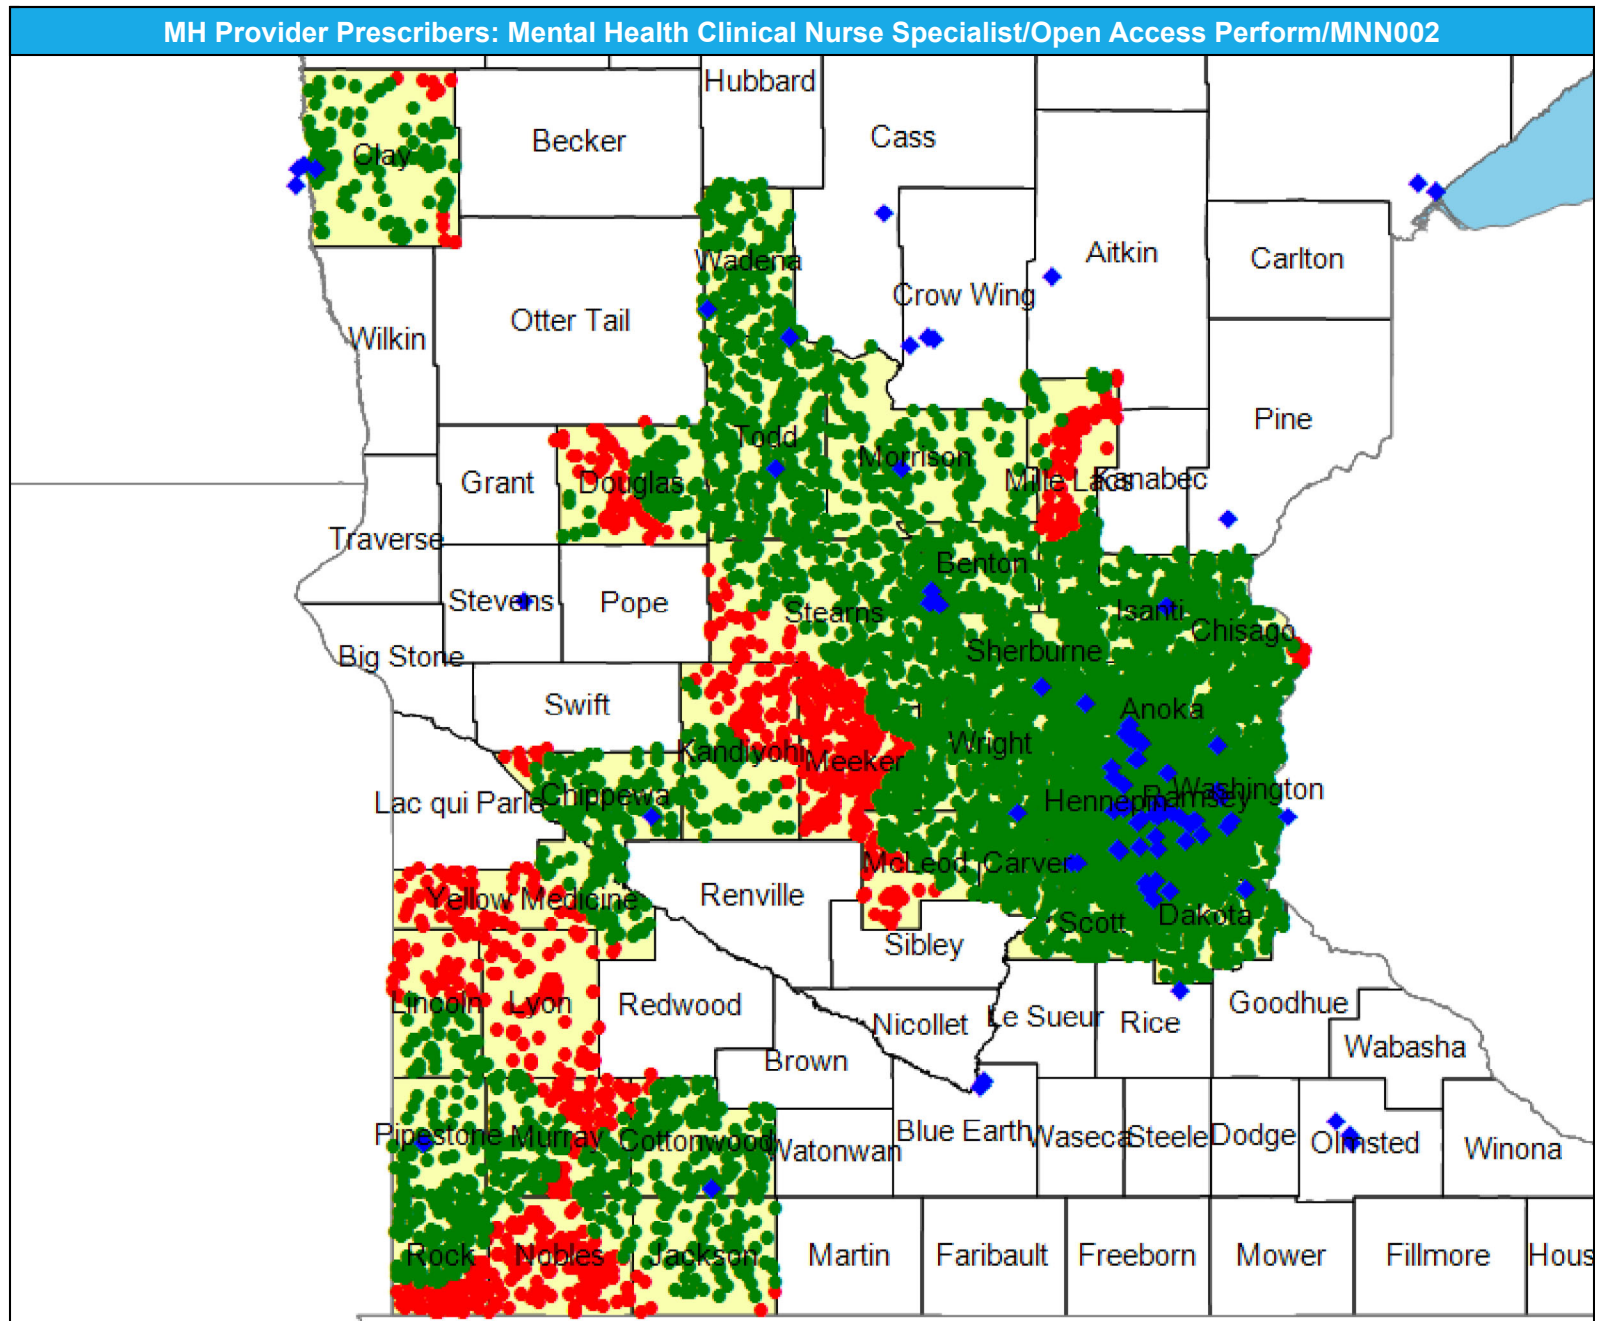 MH Provider Prescribers: Mental Health Clinical Nurse Specialist/Open Access Perform/MNN002
Hubbard
Becker
Cass
Clay
Aitkin
Wadena
Carlton
Crow Wing
Otter Tail
Wilkin
Pine
Todd
Morrison
Grant
Douglas
Mille Lacs
Kanabec
Traverse
Benton
Stevens
Pope
Stearns
Isanti
Chisago
Big Stone
Sherburne
Swift
Anoka
Kandiyohi
Wright
Meeker
Lac qui Parle
Chippewa
Hennepin
Ramsey
Washington
McLeod
Carver
Renville
Yellow Medicine
Scott
Dakota
Sibley
Lincoln
Lyon
Redwood
Nicollet
Le Sueur
Rice
Goodhue
Wabasha
Brown
Pipestone
Murray
Cottonwood
Watonwan
Blue Earth
Waseca
Steele
Dodge
Olmsted
Winona
Rock
Nobles
Jackson
Martin
Faribault
Freeborn
Mower
Fillmore
Hous